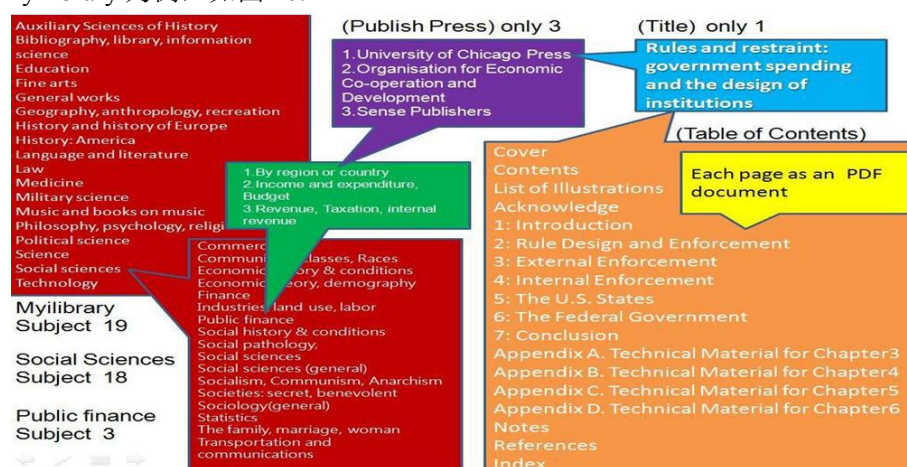 Auxiliary Sciences of History
Bibliography, library, information
science
Education
Fine arts
General works
Geography, anthropology, recreation
History and history of Europe
History: America
Language and literature
Law
Medicine
Military science
Music and books on music
Philosophy, psychology, religi
Political science
Science
Social sciences
Technology
Myilibrary
Subject 19
Social Sciences
Subject 18
Public finance
Subject 3
(Publish Press) only 3
1.University of Chicago Press
2.Organisation for Economic
Co-operation and
Development
3.Sense Publishers
1.By region or country
2.Income and expenditure,
Budget
3.Revenue, Taxation, internal
revenue
Commerc
Communi classes, Races
Economic ory & conditions
Economic eory, demography
Finance
Industries, land use, labor
Public finance
Social history & conditions
Social pathology,
Social sciences
Social sciences (general)
Socialism, Communism, Anarchism
Societies: secret, benevolent
Sociology(general)
Statistics
The family, marriage, woman
Transportation and
communications
(Title) only 1
Rules and restraint:
government spending
and the design of
institutions
(Table of Contents)
Each page as an PDF
document
Cover
Contents
List of Illustrations
Acknowledge
1: Introduction
2: Rule Design and Enforcement
3: External Enforcement
4: Internal Enforcement
5: The U.S. States
6: The Federal Government
7: Conclusion
Appendix A. Technical Material for Chapter3
Appendix B. Technical Material for Chapter4
Appendix C. Technical Material for Chapter5
Appendix D. Technical Material for Chapter6
Notes
References
Index